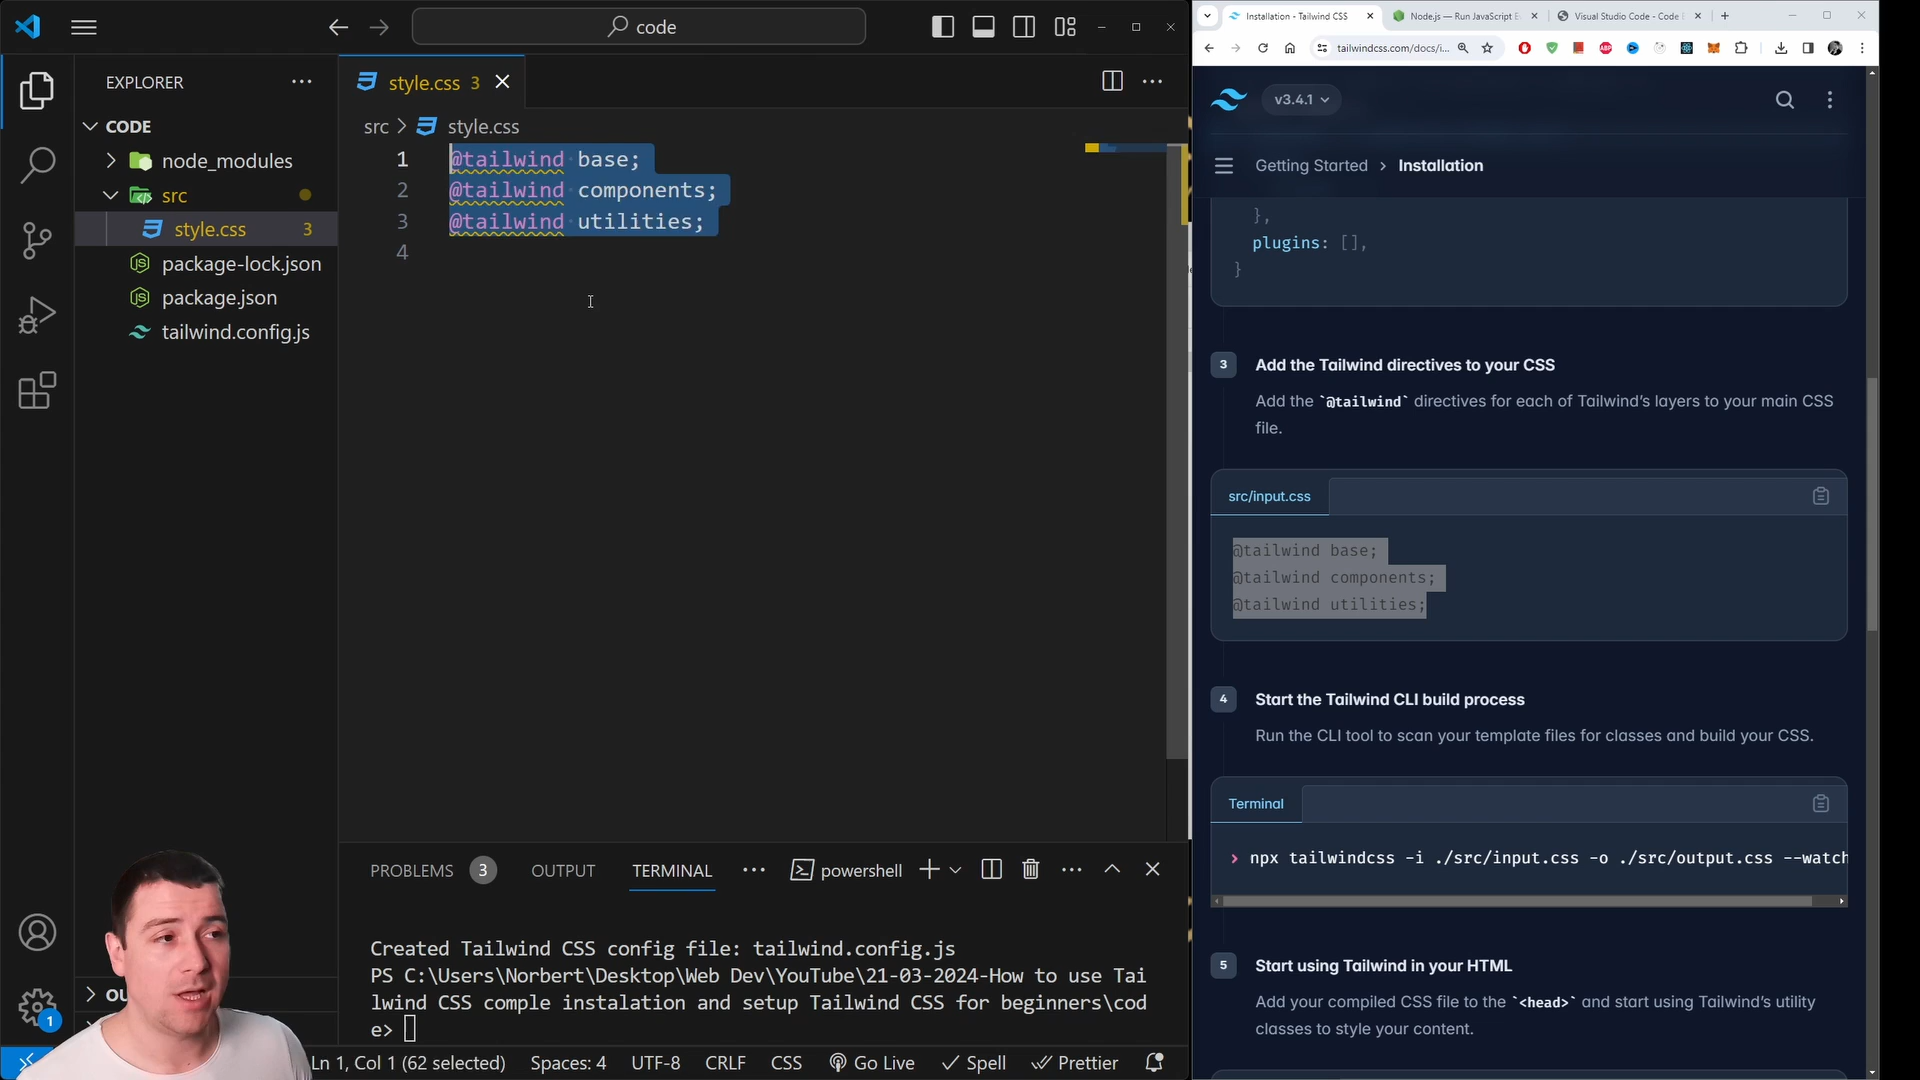 code
Installation - Tailwind CSS
Node.js — Run JavaScript E
Visual Studio Code - Code
tailwindcss.com/docs/i...
EXPLORER
CODE
node_modules
src
style.css 3
package-lock.json
package.json
tailwind.config.js
OU
1
style.css 3
src > style.css
1 @tailwind base;
2 @tailwind components;
3 @tailwind utilities;
4
PROBLEMS 3 OUTPUT TERMINAL powershell
Created Tailwind CSS config file: tailwind.config.js
PS C:\Users\Norbert\Desktop\Web Dev\YouTube\21-03-2024-How to use Tai
lwind CSS comple instalation and setup Tailwind CSS for beginners\cod
e>
Ln 1, Col 1 (62 selected) Spaces: 4 UTF-8 CRLF CSS Go Live Spell Prettier
v3.4.1
Getting Started > Installation
},
plugins: [],
}
3 Add the Tailwind directives to your CSS
Add the `@tailwind` directives for each of Tailwind’s layers to your main CSS
file.
src/input.css
@tailwind base;
@tailwind components;
@tailwind utilities;
4 Start the Tailwind CLI build process
Run the CLI tool to scan your template files for classes and build your CSS.
Terminal
> npx tailwindcss -i ./src/input.css -o ./src/output.css --watch
5 Start using Tailwind in your HTML
Add your compiled CSS file to the `<head>` and start using Tailwind’s utility
classes to style your content.